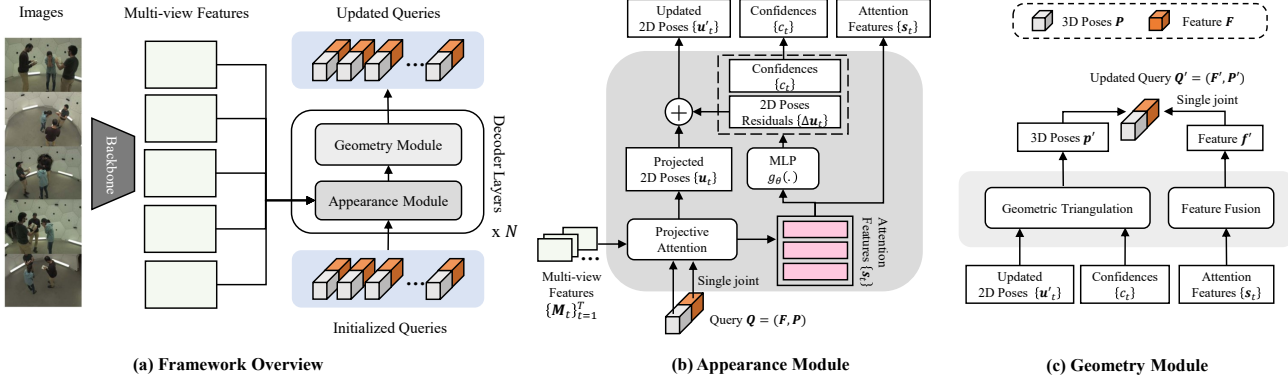 Images
Multi-view Features
Updated Queries
Backbone
...
Geometry Module
Appearance Module
Decoder Layers
x N
...
Initialized Queries
(a) Framework Overview
Updated
2D Poses {u'_t}
Confidences
{c_t}
Attention
Features {s_t}
Confidences
{c_t}
2D Poses
Residuals {Δu_t}
+
Projected
2D Poses {u_t}
MLP
g_θ(.)
Projective
Attention
Attention
Features {s_t}
...
Multi-view
Features
{M_t}_{t=1}^T
Single joint
Query Q = (F, P)
(b) Appearance Module
3D Poses P
Feature F
Updated Query Q' = (F', P')
Single joint
3D Poses p'
Feature f'
Geometric Triangulation
Feature Fusion
Updated
2D Poses {u'_t}
Confidences
{c_t}
Attention
Features {s_t}
(c) Geometry Module